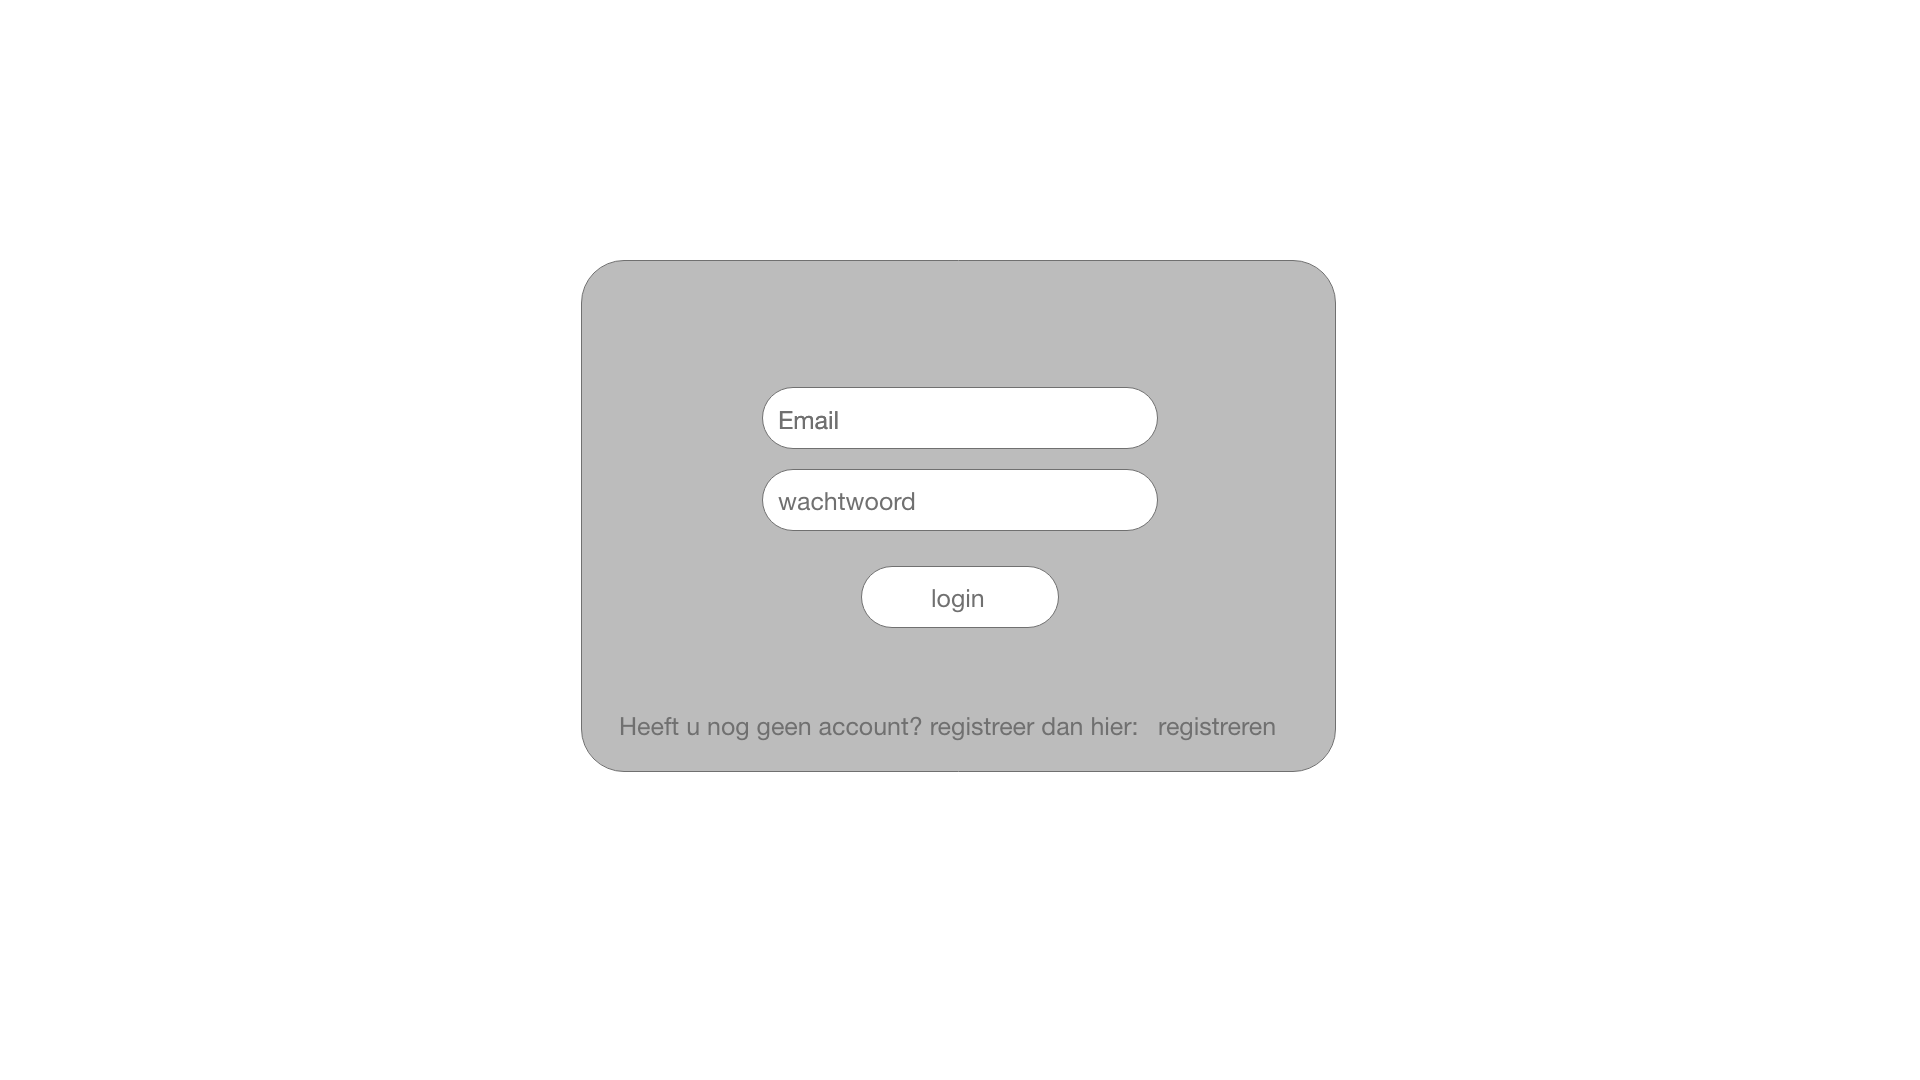 Email
wachtwoord
login
Heeft u nog geen account? registreer dan hier: registreren